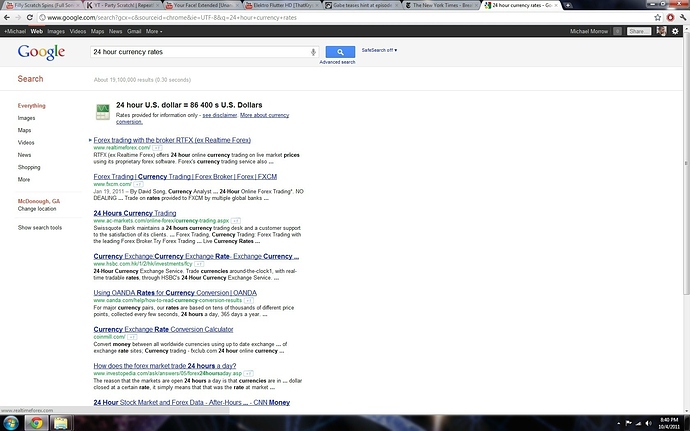 Filly Scratch Spins (Full Ser
YT - Party Scratch | Repea
Your Face! Extended [Unam
Elektro Flutter HD [ThatKry
Gabe teases hint at episode
The New York Times - Brea
24 hour currency rates - Go
www.google.com/search?gcx=c&sourceid=chrome&ie=UTF-8&q=24+hour+currency+rates
+Michael Web Images Videos Maps News Gmail More
Michael Morrow 0 Share...
Google
24 hour currency rates
SafeSearch off
Advanced search
Search
About 19,100,000 results (0.30 seconds)
Everything
Images
Maps
Videos
News
Shopping
More
McDonough, GA
Change location
Show search tools
24 hour U.S. dollar = 86 400 s U.S. Dollars
Rates provided for information only - see disclaimer. More about currency
conversion.
Forex trading with the broker RTFX (ex Realtime Forex)
www.realtimeforex.com/ +1
RTFX (ex Realtime Forex) offers 24 hour online currency trading on live market prices
using its proprietary forex software. Forex's currency trading service also ...
Forex Trading | Currency Trading | Forex Broker | Forex | FXCM
www.fxcm.com/ +1
Jan 19, 2011 – By David Song, Currency Analyst ... 24 Hour Online Forex Trading*. NO
DEALING ... Trade on rates provided to FXCM by multiple global banks ...
24 Hours Currency Trading
www.ac-markets.com/online-forex/currency-trading.aspx +1
Swissquote Bank maintains a 24 hours currency trading desk and a customer support
to the satisfaction of its clients. ... Forex Trading, Currency Trading: Forex Trading with
the leading Forex Broker Try Forex Trading ... Live Currency Rates ...
Currency Exchange:Currency Exchange Rate- Exchange Currency ...
www.hsbc.com.hk/1/2/hk/investments/fcy +1
24-Hour Currency Exchange Service. Trade currencies around-the-clock1, with real-
time tradable rates, through HSBC's 24 Hour Currency Exchange Service. ...
Using OANDA Rates for Currency Conversion | OANDA
www.oanda.com/help/how-to-read-currency-conversion-results +1
For major currency pairs, our rates are based on tens of thousands of different price
points, collected every few seconds, 24 hours a day, 365 days a year. ...
Currency Exchange Rate Conversion Calculator
coinmill.com/ +1
Convert money between all worldwide currencies using up to date exchange ... of
exchange rate sites; Currency trading - fxclub.com 24 hour online currency ...
How does the forex market trade 24 hours a day?
www.investopedia.com/ask/answers/05/forex24hoursaday.asp +1
The reason that the markets are open 24 hours a day is that currencies are in ... dollar
closed at a certain rate, it simply means that that was the rate at market ...
24 Hour Stock Market and Forex Data - After-Hours ... - CNN Money
www.realtimeforex.com
8:40 PM
10/4/2011